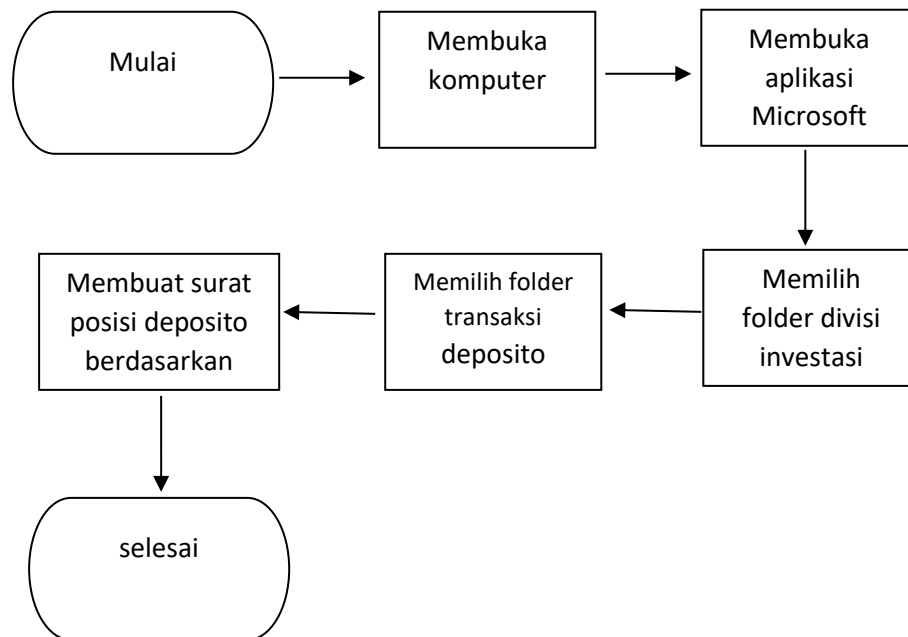 Mulai
Membuka
komputer
Membuka
aplikasi
Microsoft
Memilih
folder divisi
investasi
Memilih folder
transaksi
deposito
Membuat surat
posisi deposito
berdasarkan
selesai